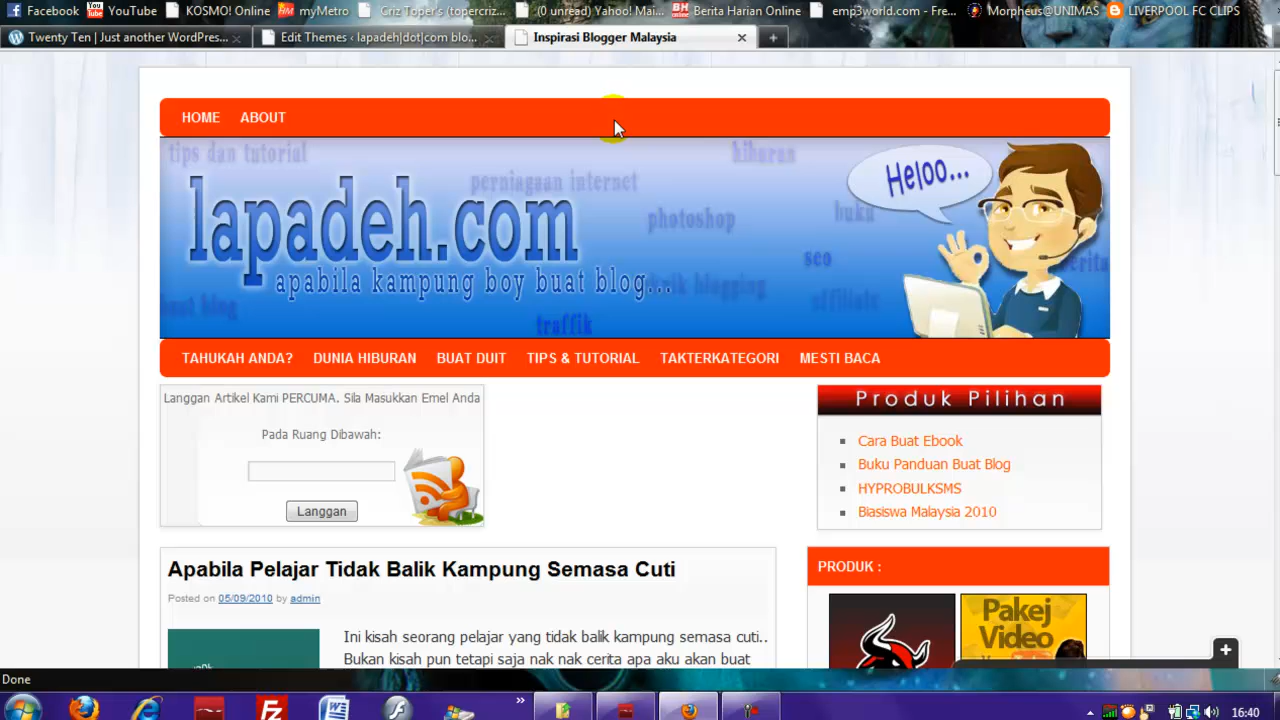 Facebook YouTube KOSMO! Online myMetro Criz Toper's (topercriz... (0 unread) Yahoo! Mai... Berita Harian Online emp3world.com - Fre... Morpheus@UNIMAS LIVERPOOL FC CLIPS
Twenty Ten | Just another WordPres... Edit Themes ‹ lapadeh|dot|com blo... Inspirasi Blogger Malaysia
HOME ABOUT
tips dan tutorial
hiburan
Heloo...
perniagaan internet
lapadeh.com
photoshop
buku
seo
berita
apabila kampung boy buat blog...
buat blog
affiliate
traffik
TAHUKAH ANDA? DUNIA HIBURAN BUAT DUIT TIPS & TUTORIAL TAKTERKATEGORI MESTI BACA
Langgan Artikel Kami PERCUMA. Sila Masukkan Emel Anda
Pada Ruang Dibawah:
Langgan
Produk Pilihan
Cara Buat Ebook
Buku Panduan Buat Blog
HYPROBULKSMS
Biasiswa Malaysia 2010
Apabila Pelajar Tidak Balik Kampung Semasa Cuti
Posted on 05/09/2010 by admin
Ini kisah seorang pelajar yang tidak balik kampung semasa cuti..
Bukan kisah pun tetapi saja nak nak cerita apa aku akan buat
PRODUK :
Pakej
Video
Done
16:40